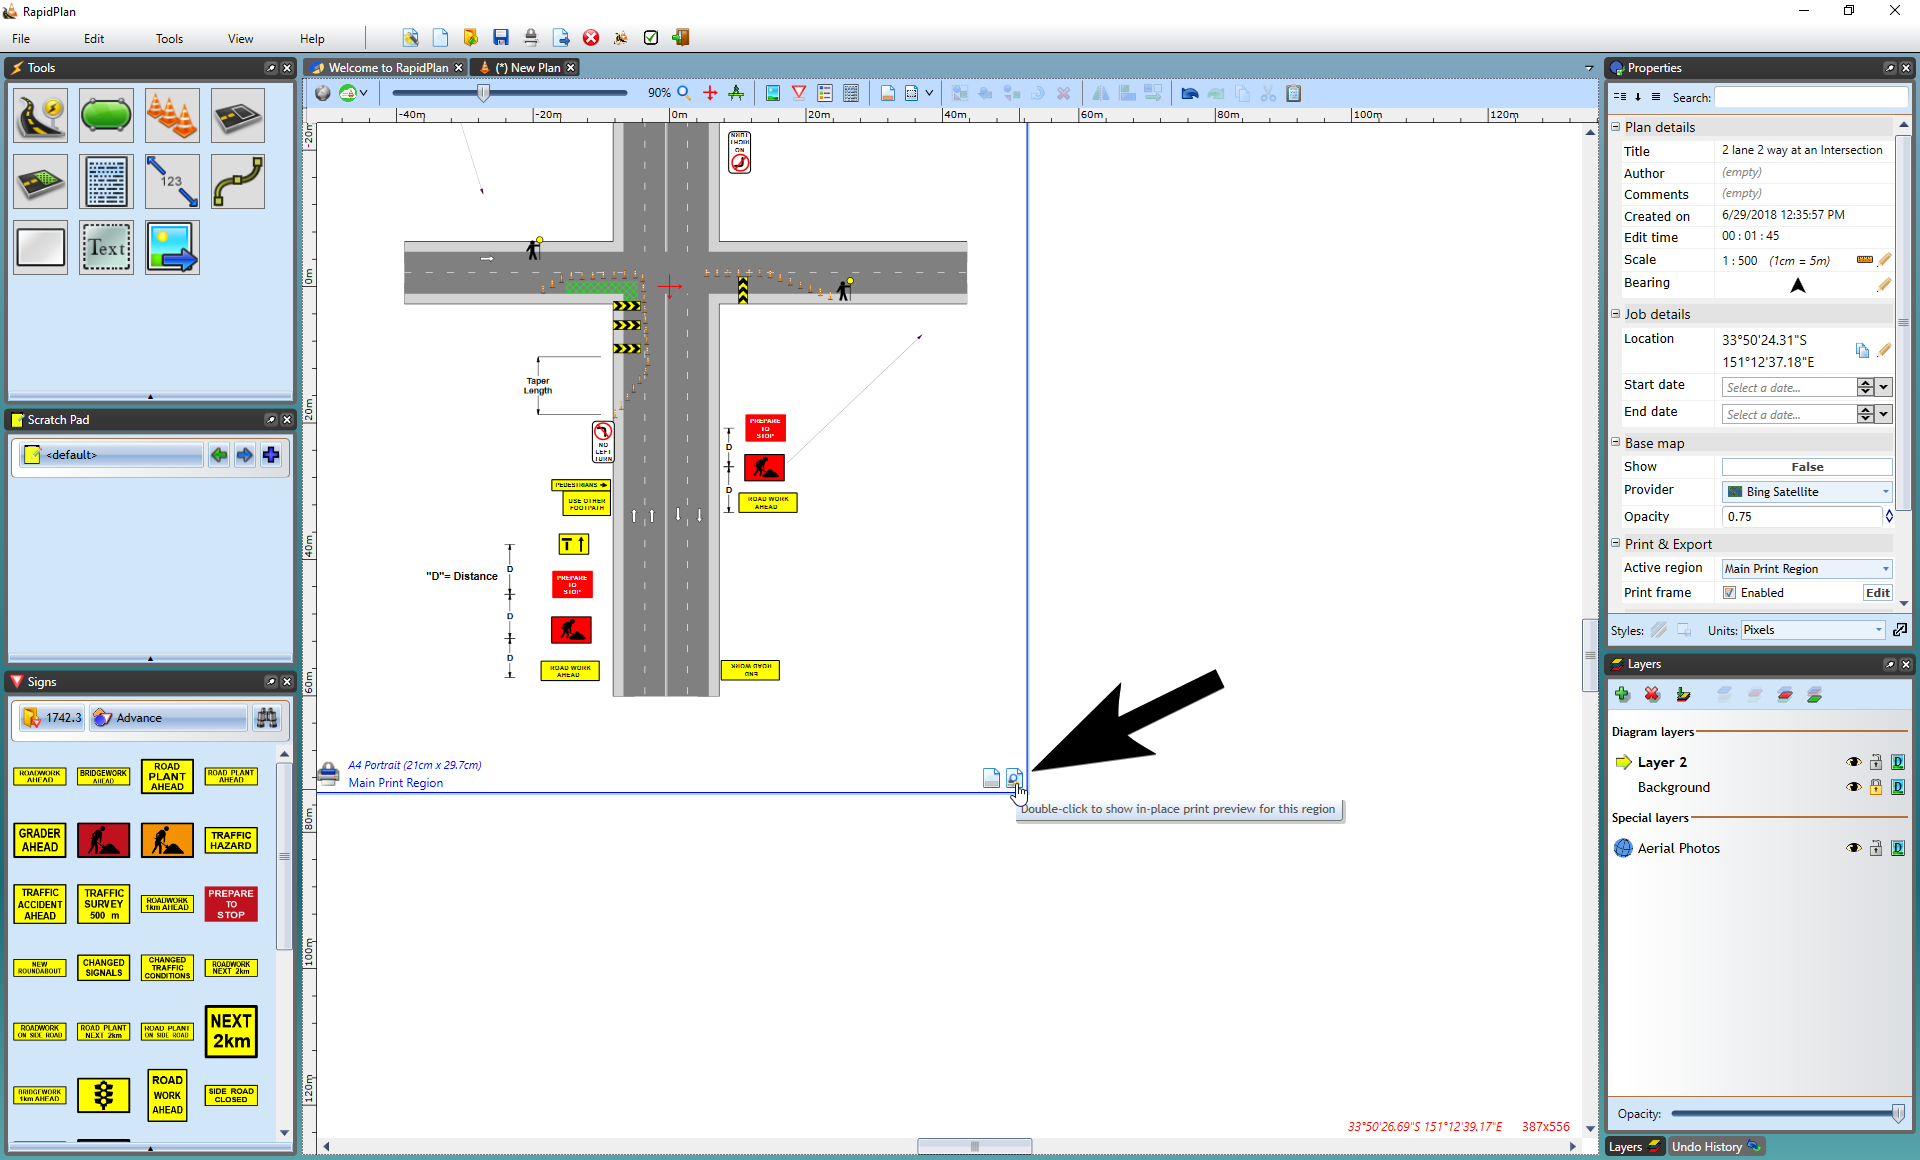 RapidPlan
File Edit Tools View Help
Tools
Welcome to RapidPlan (*) New Plan
90%
-40m -20m 0m 20m 40m 60m 80m 100m 120m
-20m
0m
20m
40m
60m
80m
100m
120m
123
Text
Scratch Pad
<default>
Signs
1742.3 Advance
ROADWORK
AHEAD
BRIDGEWORK
AHEAD
ROAD
PLANT
AHEAD
ROAD PLANT
AHEAD
GRADER
AHEAD
TRAFFIC
HAZARD
TRAFFIC
ACCIDENT
AHEAD
TRAFFIC
SURVEY
500 m
ROADWORK
1km AHEAD
PREPARE
TO
STOP
NEW
ROUNDABOUT
CHANGED
SIGNALS
CHANGED
TRAFFIC
CONDITIONS
ROADWORK
NEXT 2km
ROADWORK
ON SIDE ROAD
ROAD PLANT
NEXT 2km
ROAD PLANT
ON SIDE ROAD
NEXT
2km
BRIDGEWORK
1km AHEAD
ROAD
WORK
AHEAD
SIDE ROAD
CLOSED
NO
RIGHT
TURN
Taper
Length
NO
LEFT
TURN
PEDESTRIANS
USE OTHER
FOOTPATH
T
PREPARE
TO
STOP
D
D
ROAD WORK
AHEAD
"D"= Distance
D
D
D
PREPARE
TO
STOP
ROAD WORK
AHEAD
END
ROAD WORK
A4 Portrait (21cm x 29.7cm)
Main Print Region
Double-click to show in-place print preview for this region
33°50'26.69"S 151°12'39.17"E 387x556
Properties
Search:
Plan details
Title 2 lane 2 way at an Intersection
Author (empty)
Comments (empty)
Created on 6/29/2018 12:35:57 PM
Edit time 00 : 01 : 45
Scale 1 : 500 (1cm = 5m)
Bearing
Job details
Location 33°50'24.31"S
151°12'37.18"E
Start date Select a date...
End date Select a date...
Base map
Show False
Provider Bing Satellite
Opacity 0.75
Print & Export
Active region Main Print Region
Print frame Enabled Edit
Styles: Units: Pixels
Layers
Diagram layers
Layer 2 D
Background D
Special layers
Aerial Photos D
Opacity:
Layers Undo History